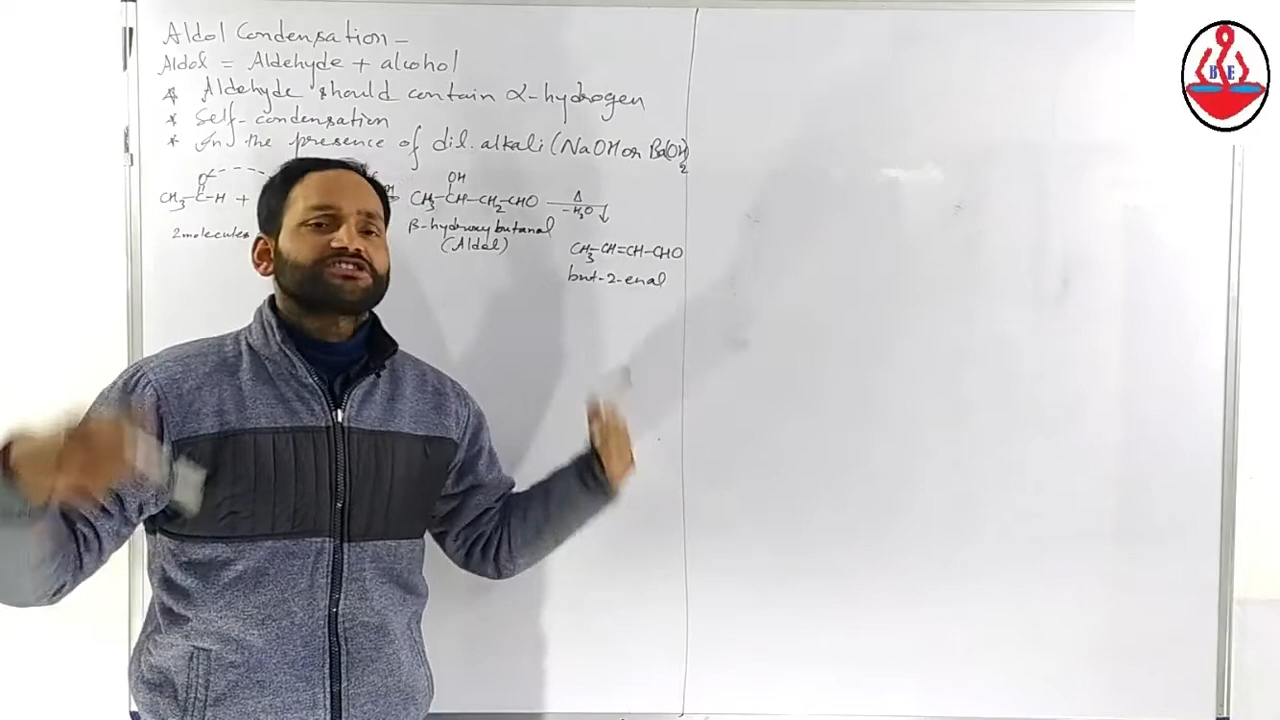 Aldol Condensation -
Aldol = Aldehyde + alcohol
* Aldehyde should contain α-hydrogen
* Self-condensation
* In the presence of dil. alkali (NaOH or Ba(OH)2
O OH
CH3-C-H + CH3-CH-CH2-CHO Δ -H2O
2 molecules β-hydroxy butanal
(Aldol)
CH3-CH=CH-CHO
but-2-enal
B E